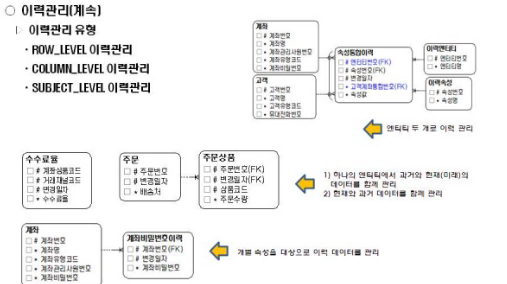 ○ 이력관리(계속)
이력관리 유형
· ROW_LEVEL 이력관리
· COLUMN_LEVEL 이력관리
· SUBJECT_LEVEL 이력관리
계좌
# 계좌번호
* 계좌명
* 계좌관리사원번호
* 계좌유형코드
* 계좌비밀번호
고객
# 고객번호
* 고객명
* 고객유형코드
* 휴대전화번호
속성통합이력
# 엔터티번호(FK)
# 속성번호(FK)
# 변경일자
* 고객계좌통합번호(FK)
* 속성값
이력엔터티
# 엔터티번호
* 엔터티명
이력속성
# 속성번호
* 속성명
엔터티 두 개로 이력 관리
수수료율
# 계좌상품코드
# 거래채널코드
# 변경일자
* 수수료율
주문
# 주문번호
# 변경일자
* 배송처
주문상품
# 주문번호(FK)
# 변경일자(FK)
# 상품코드
* 주문수량
1) 하나의 엔터티에서 과거와 현재(미래)의
데이터를 함께 관리
2) 현재와 과거 데이터를 함께 관리
계좌
# 계좌번호
* 계좌명
* 계좌유형코드
* 계좌관리사원번호
* 계좌비밀번호
계좌비밀번호이력
# 계좌번호(FK)
# 변경일자
* 계좌비밀번호
개별 속성을 대상으로 이력 데이터를 관리